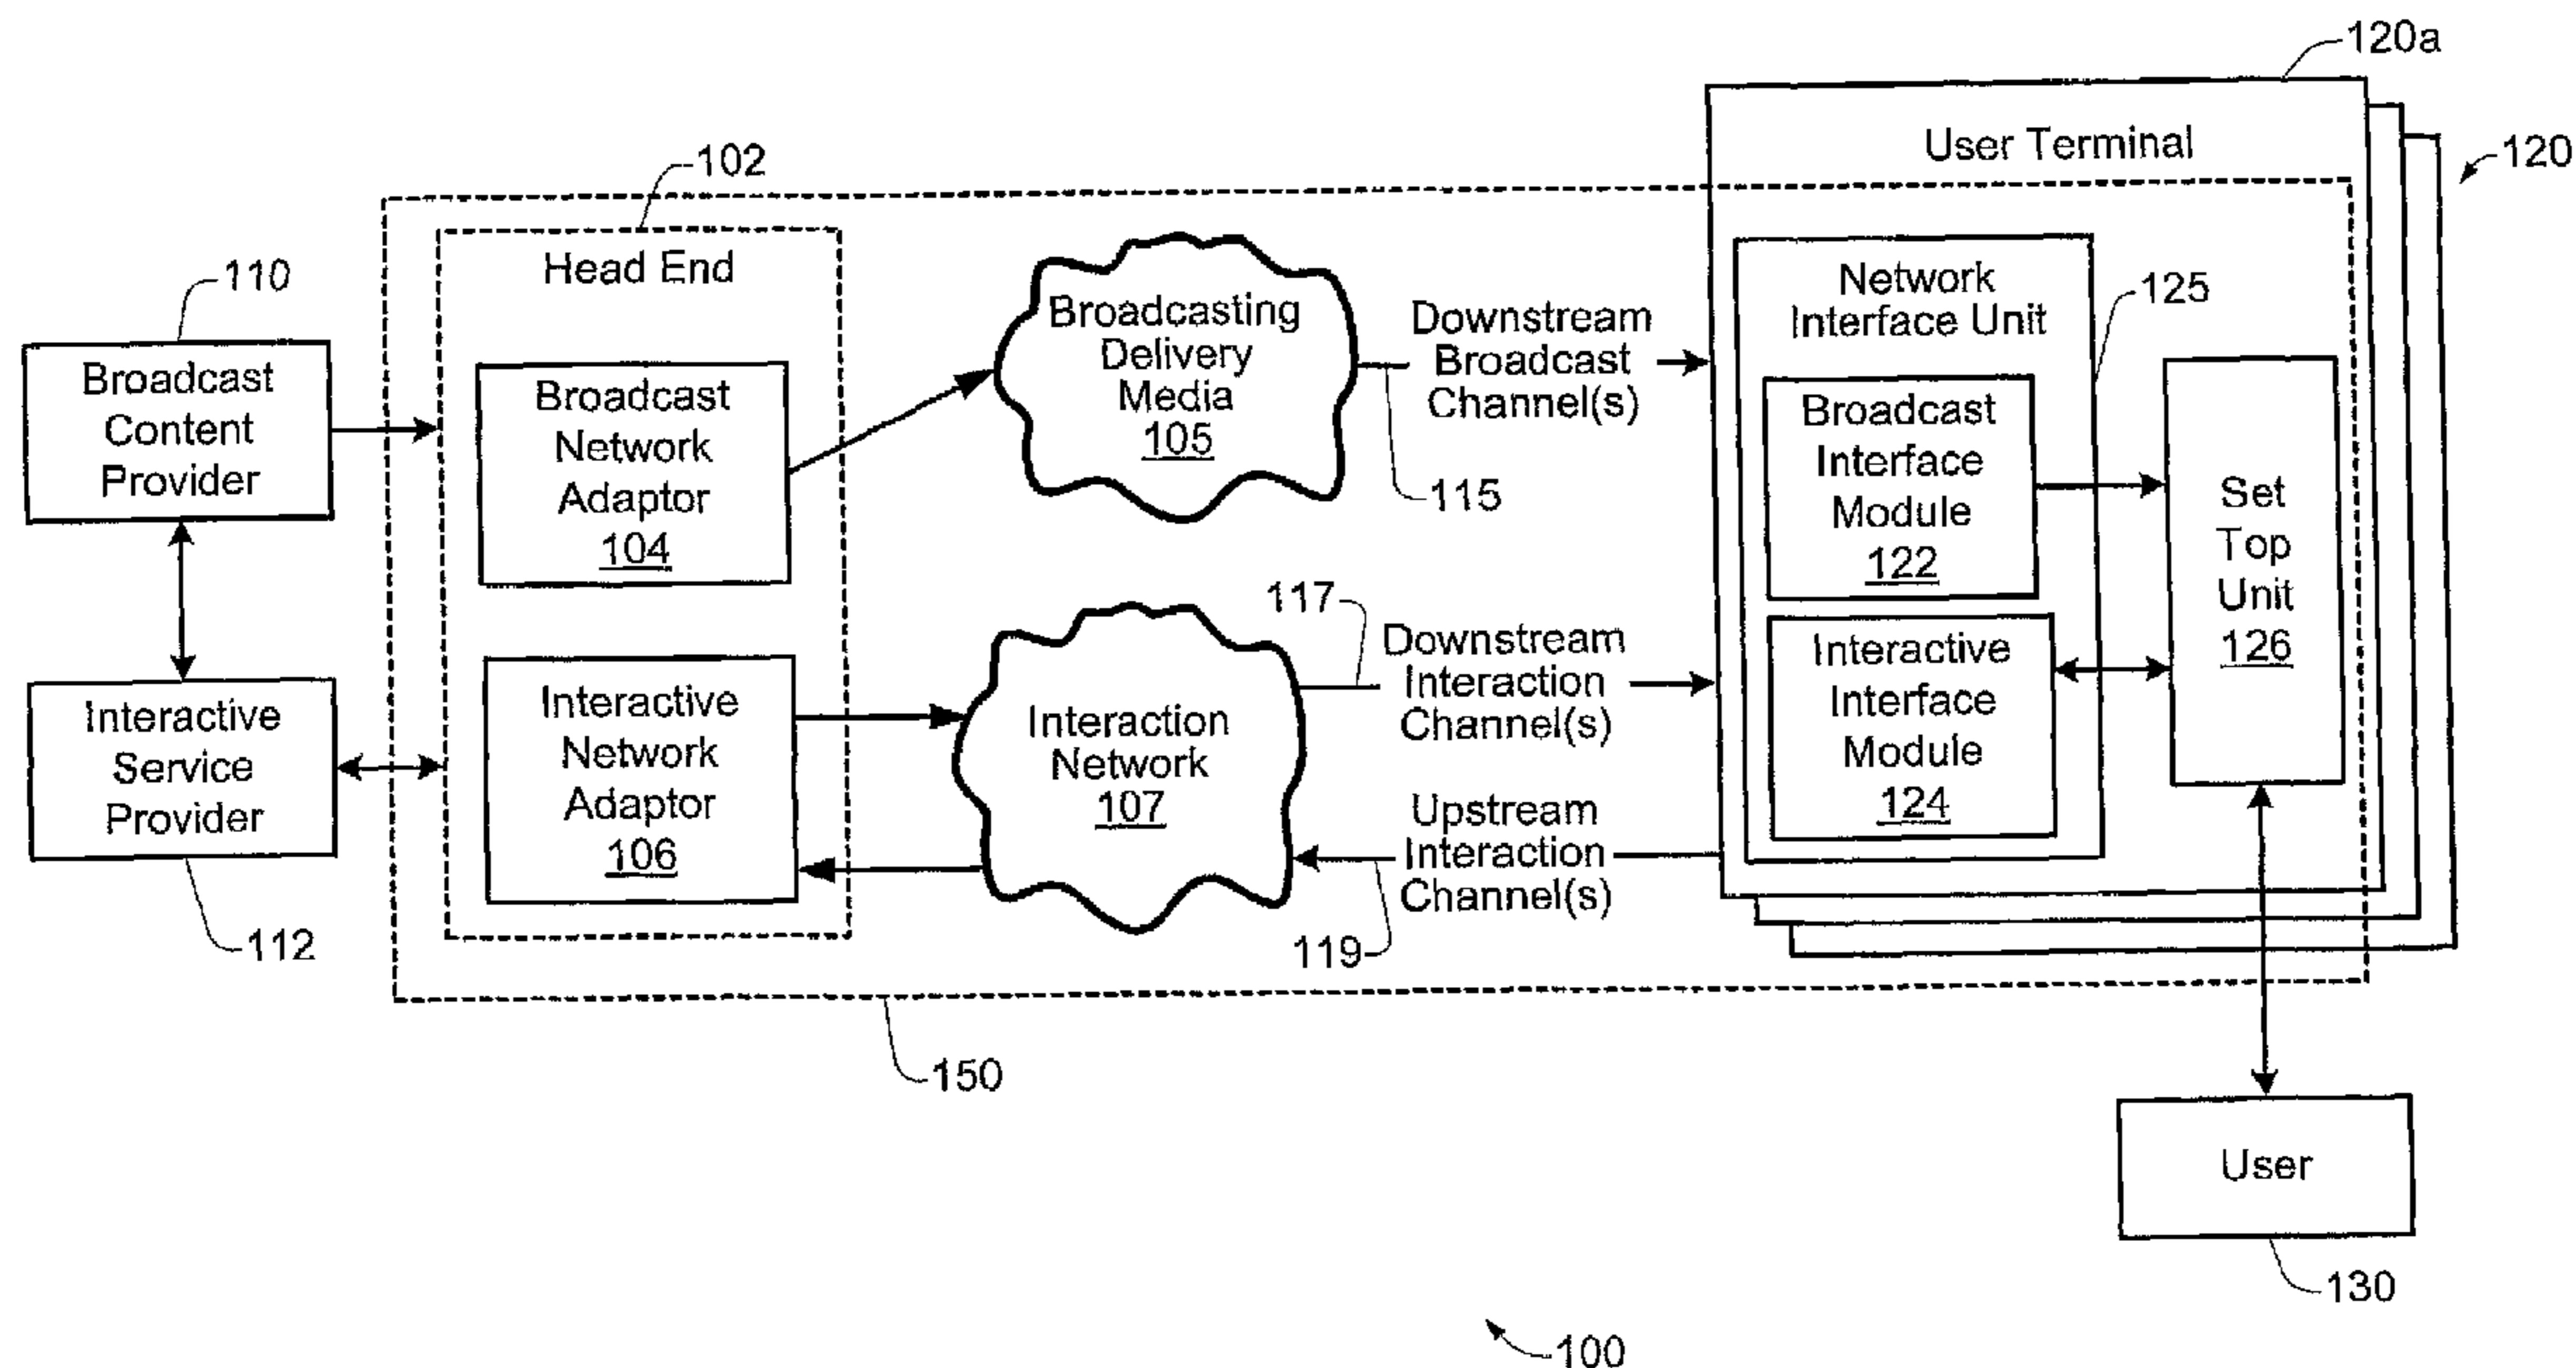 120a
User Terminal
120
102
Head End
110
Broadcast
Content
Provider
Broadcast
Network
Adaptor
104
Broadcasting
Delivery
Media
105
Downstream
Broadcast
Channel(s)
115
Network
Interface Unit
125
Broadcast
Interface
Module
122
Set
Top
Unit
126
Interactive
Service
Provider
112
Interactive
Network
Adaptor
106
Interaction
Network
107
117
Downstream
Interaction
Channel(s)
Upstream
Interaction
Channel(s)
119
Interactive
Interface
Module
124
150
User
130
100